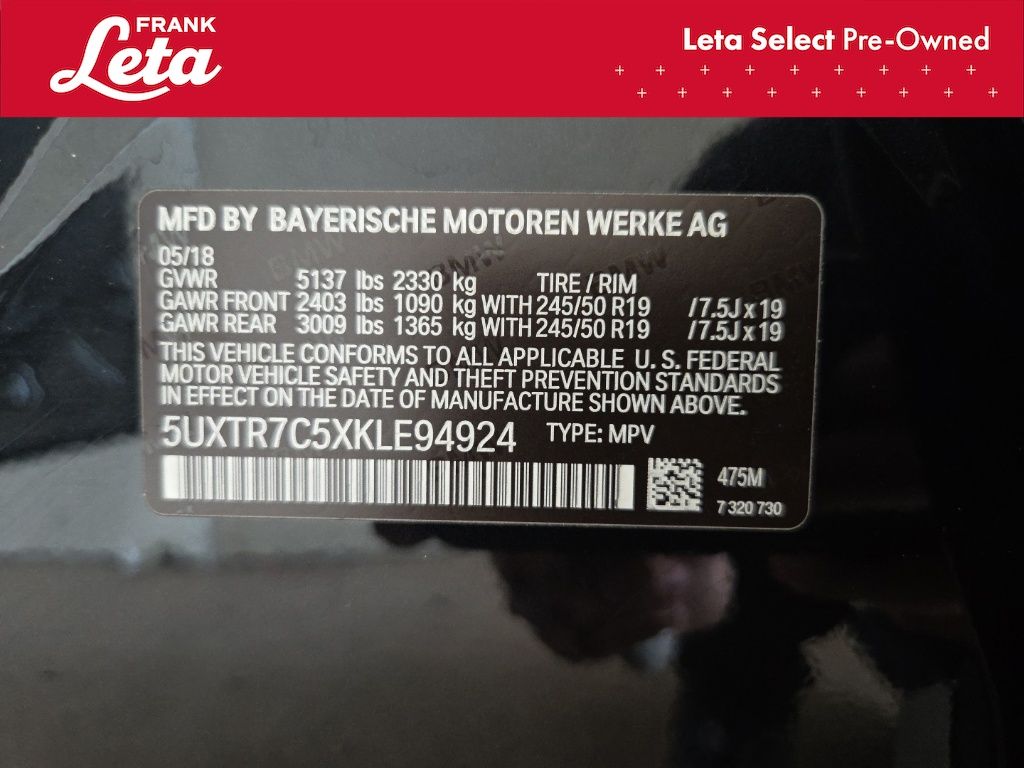 FRANK
Leta
Leta Select Pre-Owned
MFD BY BAYERISCHE MOTOREN WERKE AG
05/18
GVWR 5137 lbs 2330 kg TIRE / RIM
GAWR FRONT 2403 lbs 1090 kg WITH 245/50 R19 /7.5J x 19
GAWR REAR 3009 lbs 1365 kg WITH 245/50 R19 /7.5J x 19
THIS VEHICLE CONFORMS TO ALL APPLICABLE U. S. FEDERAL
MOTOR VEHICLE SAFETY AND THEFT PREVENTION STANDARDS
IN EFFECT ON THE DATE OF MANUFACTURE SHOWN ABOVE.
5UXTR7C5XKLE94924 TYPE: MPV
475M
7 320 730